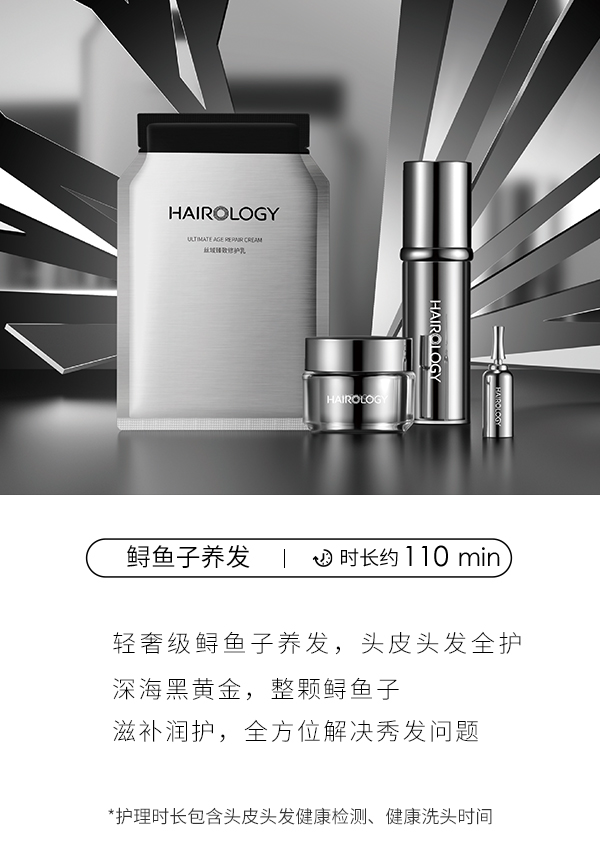 HAIROLOGY
ULTIMATE AGE REPAIR CREAM
丝域臻致修护乳
HAIROLOGY
HAIROLOGY
HAIROLOGY
鲟鱼子养发 | 时长约 110 min
轻奢级鲟鱼子养发，头皮头发全护
深海黑黄金，整颗鲟鱼子
滋补润护，全方位解决秀发问题
*护理时长包含头皮头发健康检测、健康洗头时间